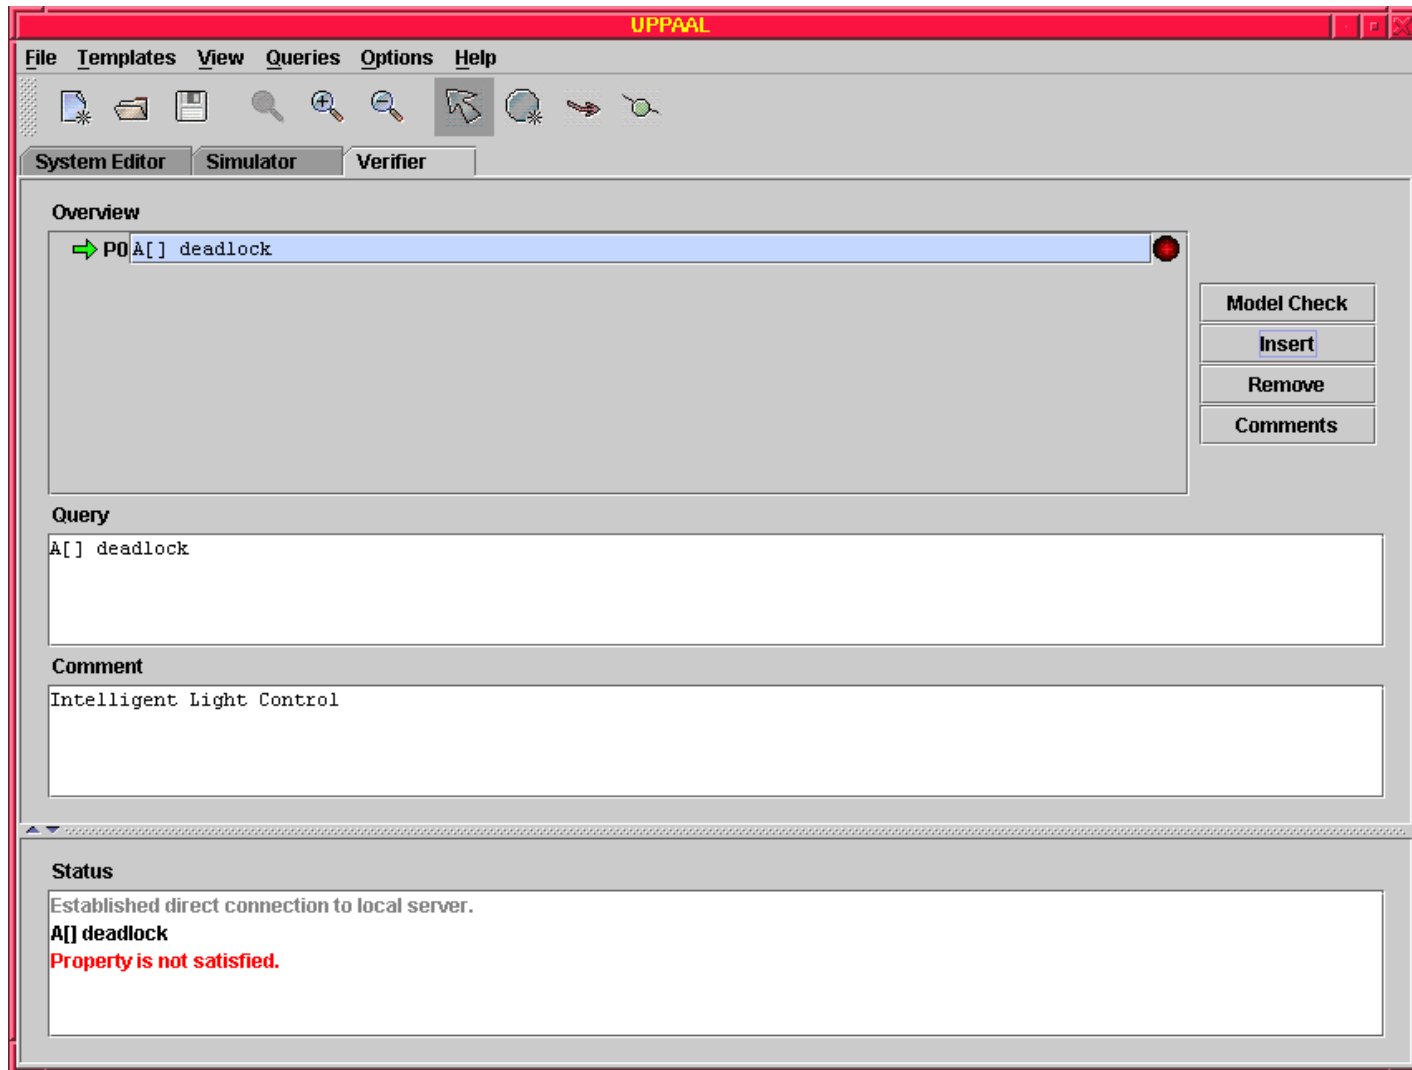 UPPAAL
File Templates View Queries Options Help
System Editor Simulator Verifier
Overview
P0 A[] deadlock
Model Check
Insert
Remove
Comments
Query
A[] deadlock
Comment
Intelligent Light Control
Status
Established direct connection to local server.
A[] deadlock
Property is not satisfied.